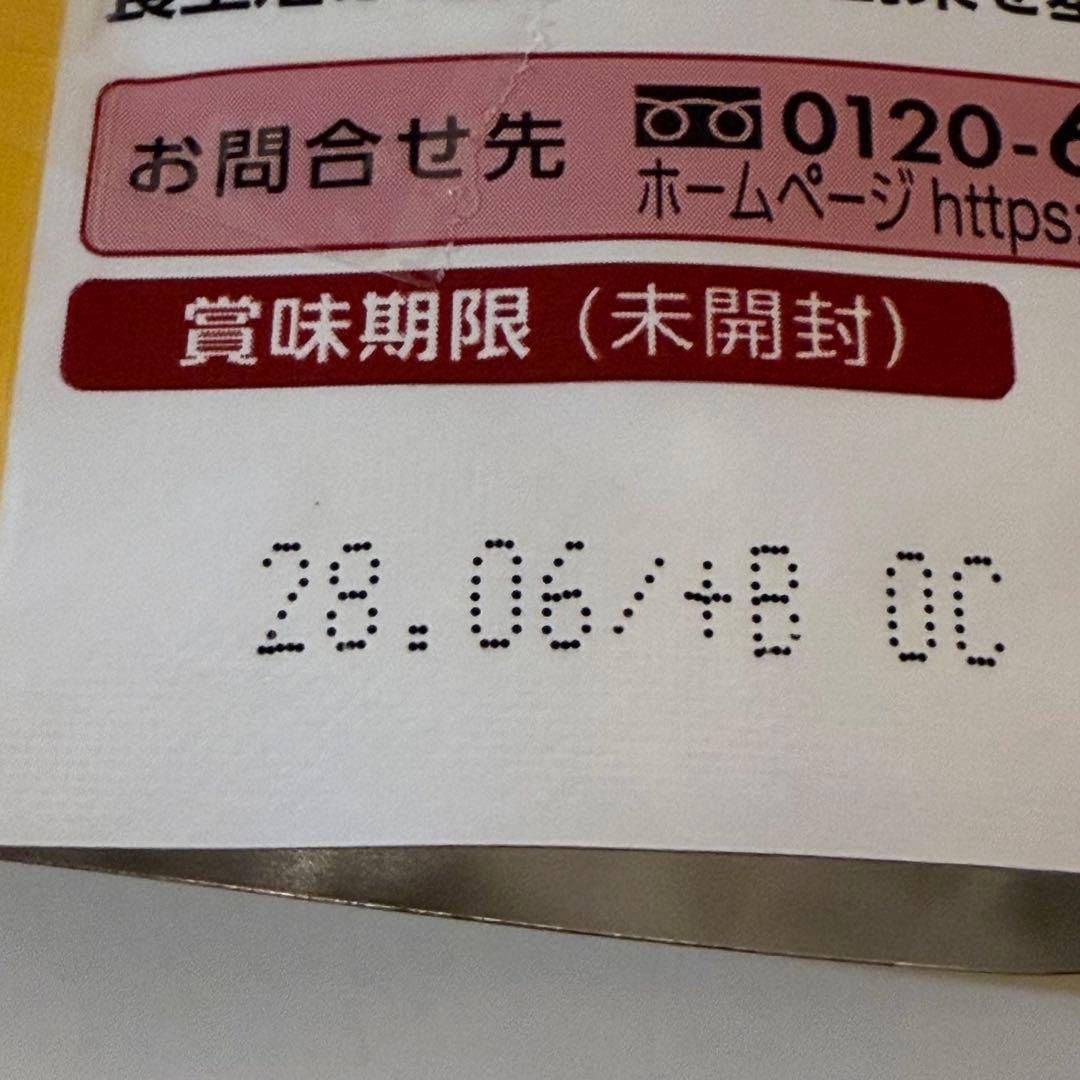 お問合せ先
0120-6
ホームページ https:
賞味期限（未開封）
28.06/+B 0C